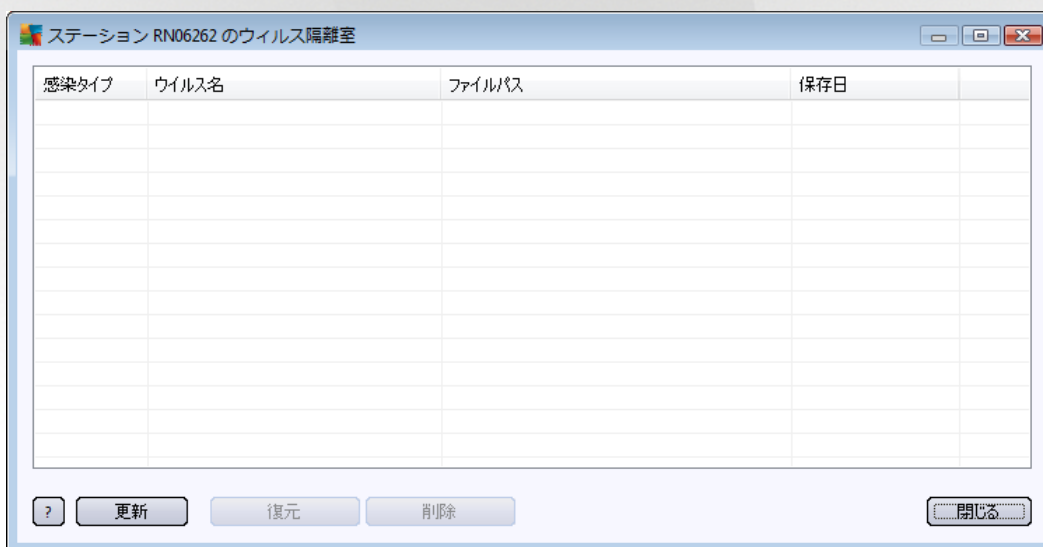 ステーション RN06262 のウィルス隔離室
感染タイプ ウイルス名 ファイルパス 保存日
? 更新 復元 削除 閉じる